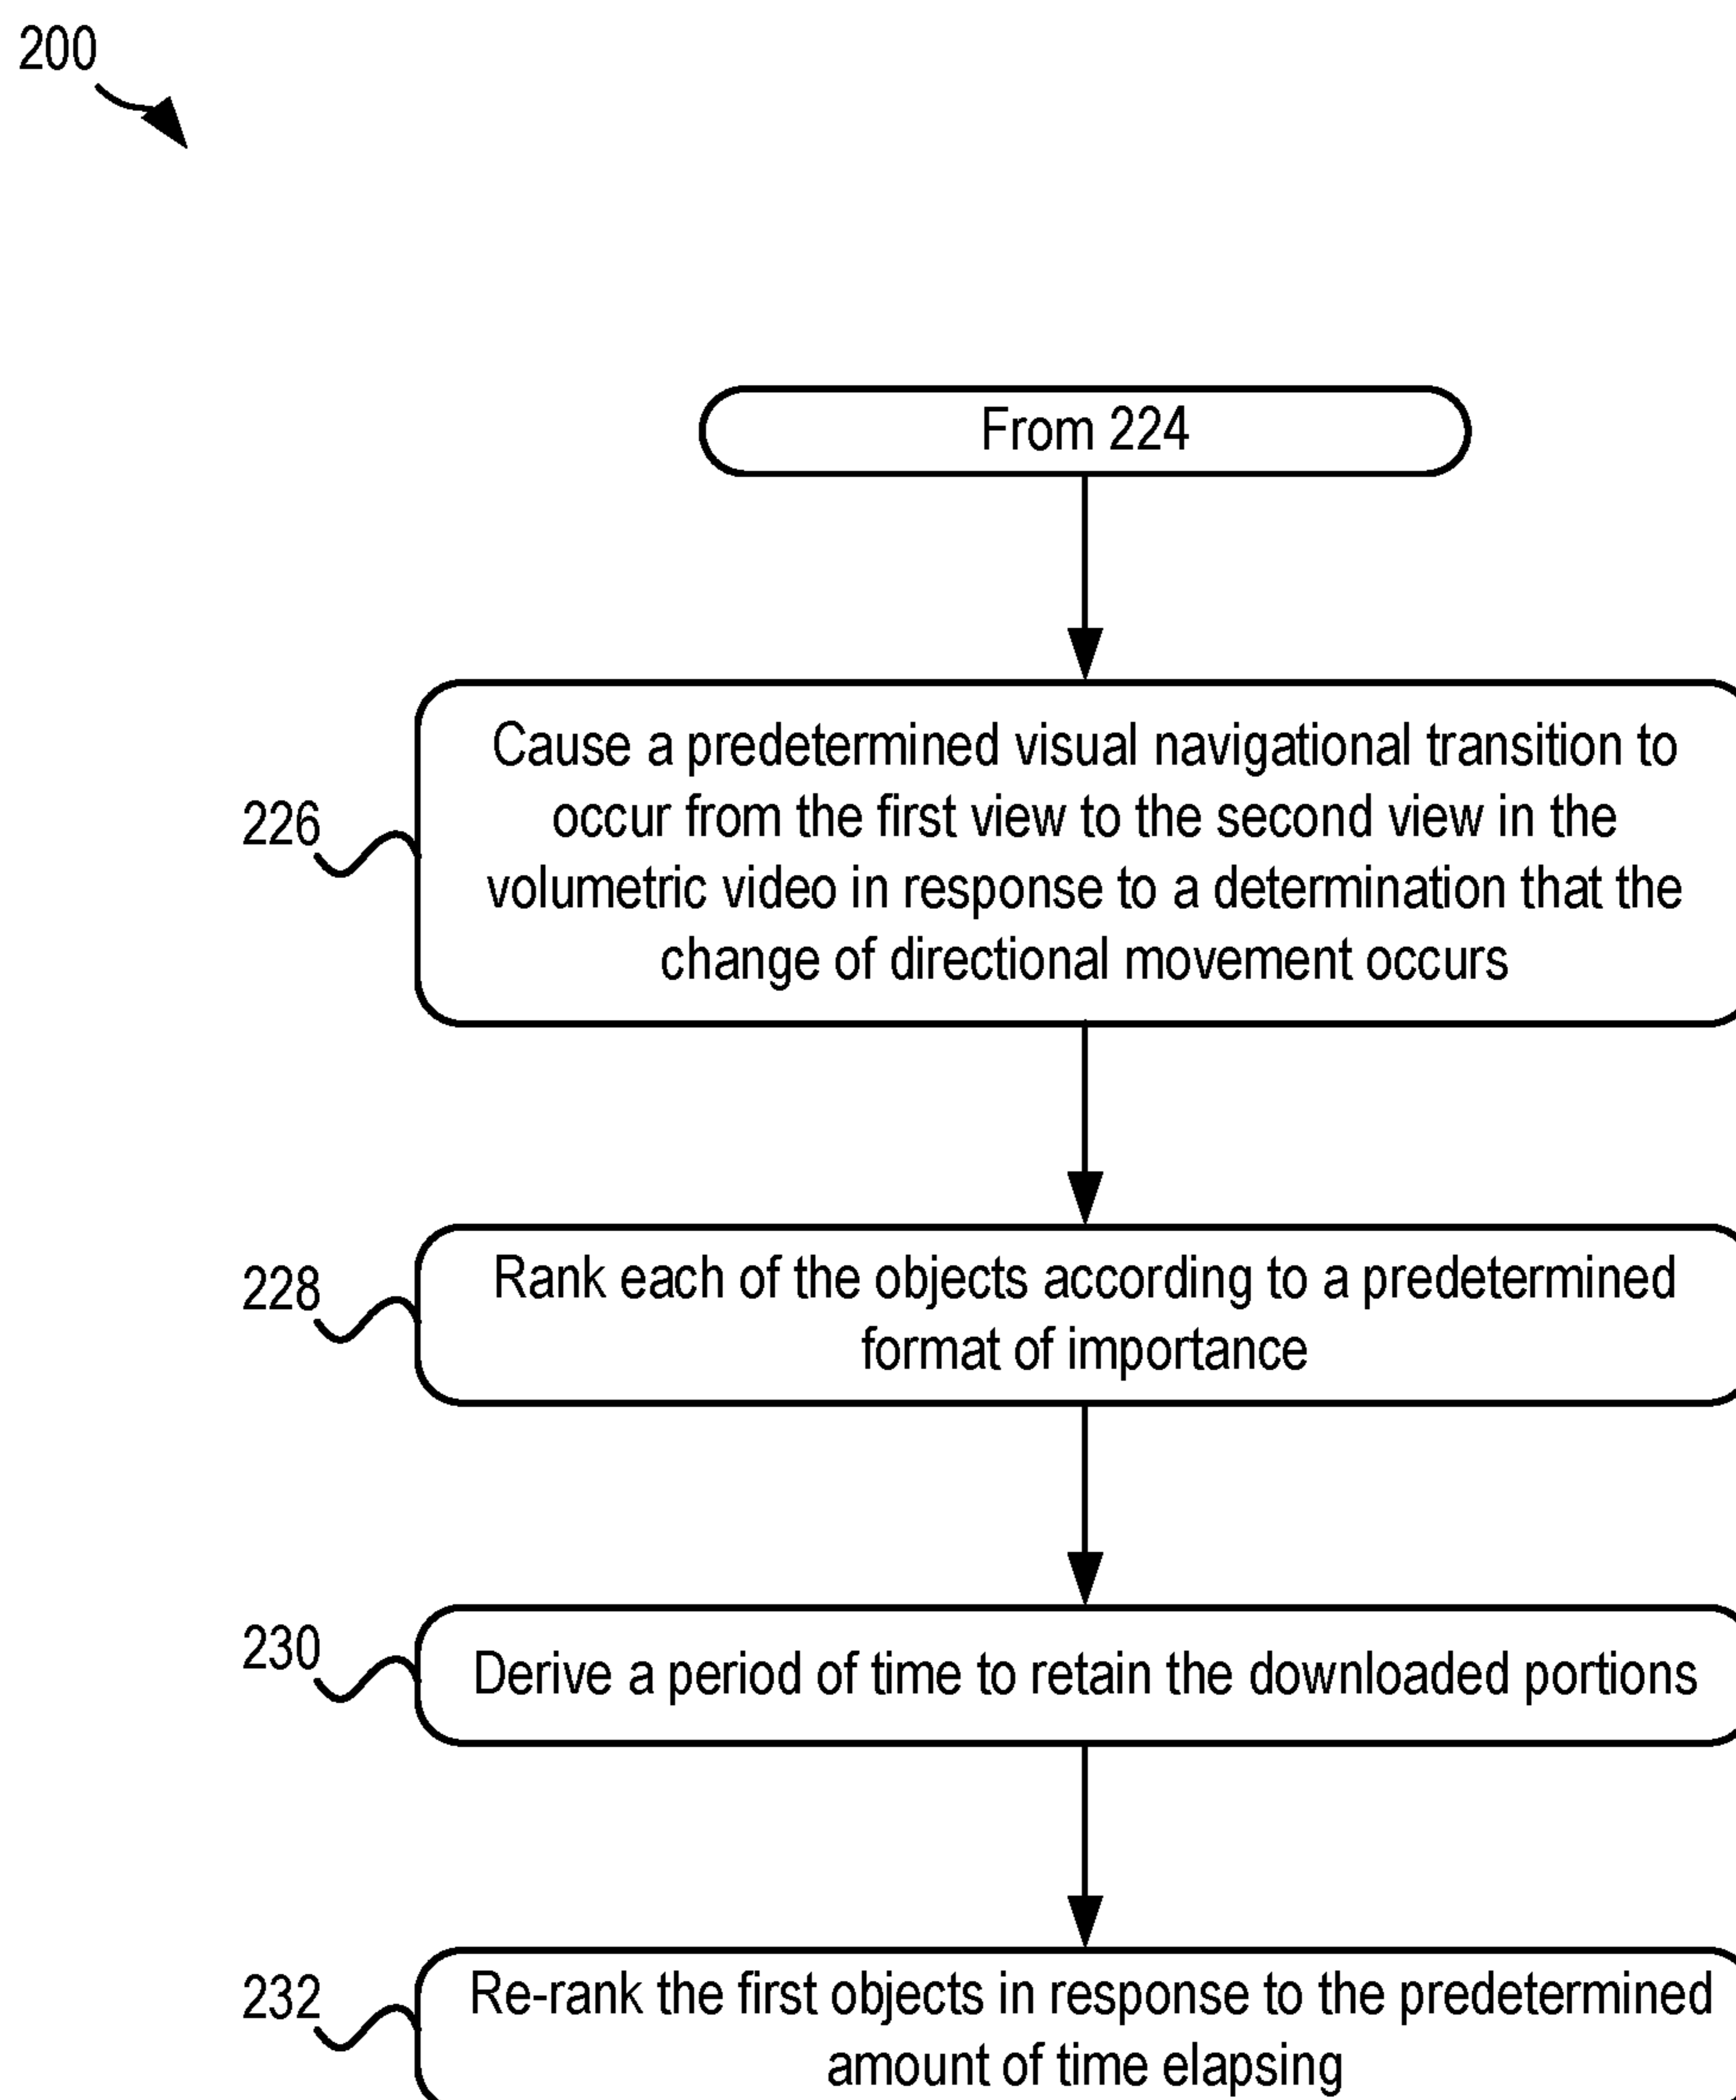 200
From 224
226
Cause a predetermined visual navigational transition to
occur from the first view to the second view in the
volumetric video in response to a determination that the
change of directional movement occurs
228
Rank each of the objects according to a predetermined
format of importance
230
Derive a period of time to retain the downloaded portions
232
Re-rank the first objects in response to the predetermined
amount of time elapsing